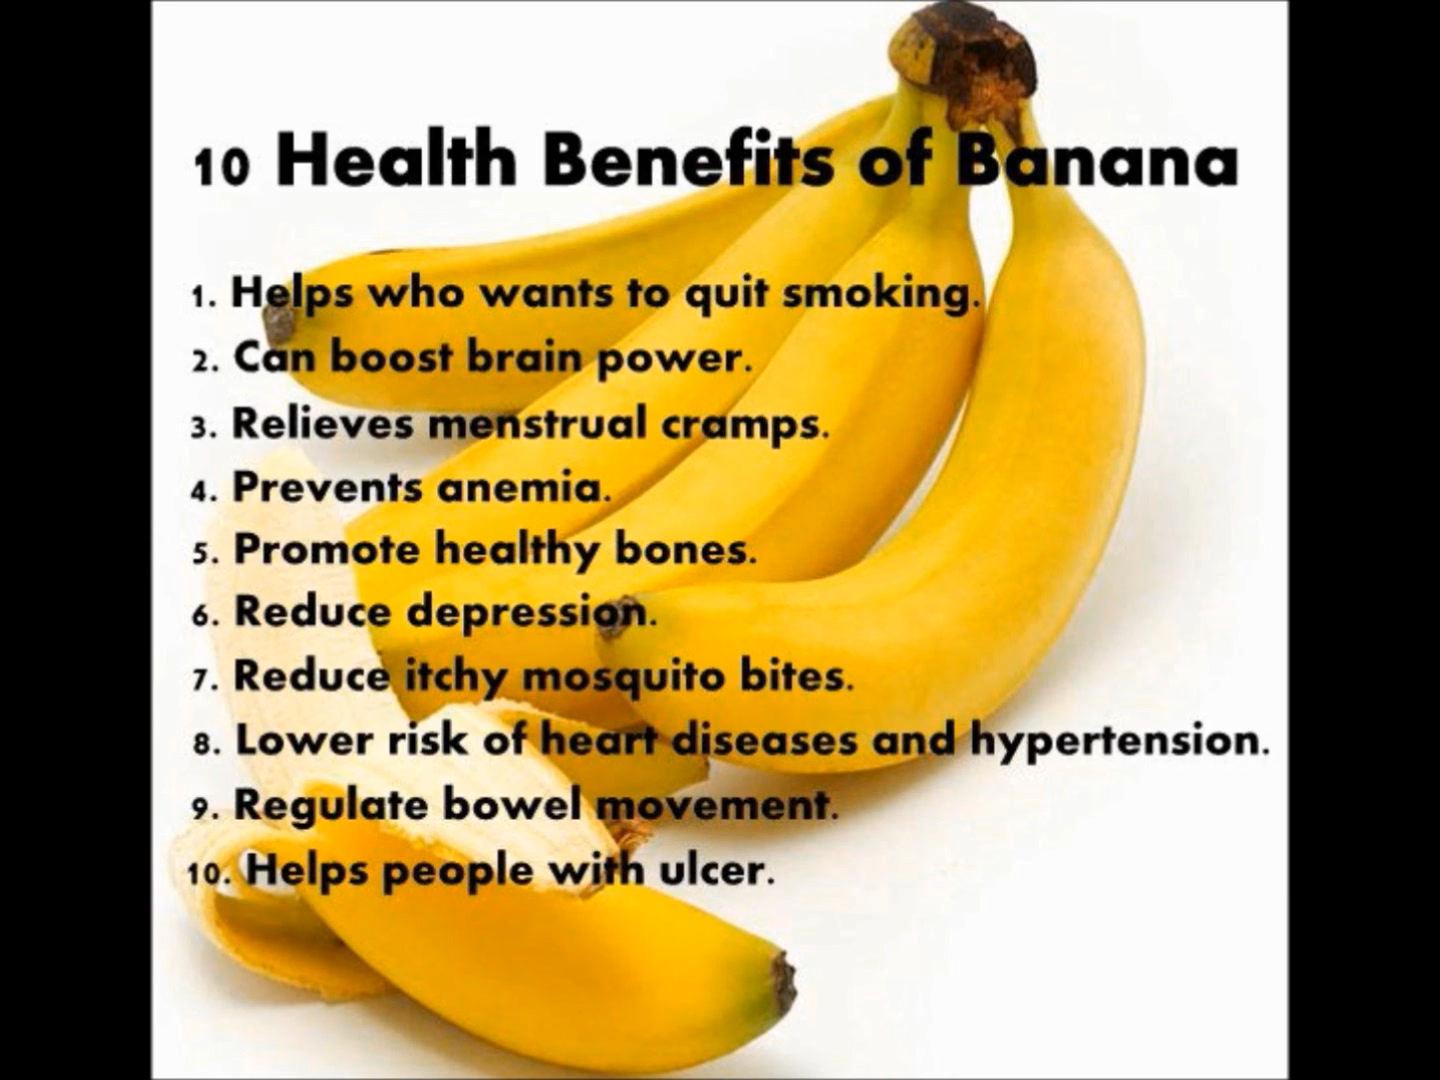 10 Health Benefits of Banana
1. Helps who wants to quit smoking.
2. Can boost brain power.
3. Relieves menstrual cramps.
4. Prevents anemia.
5. Promote healthy bones.
6. Reduce depression.
7. Reduce itchy mosquito bites.
8. Lower risk of heart diseases and hypertension.
9. Regulate bowel movement.
10. Helps people with ulcer.